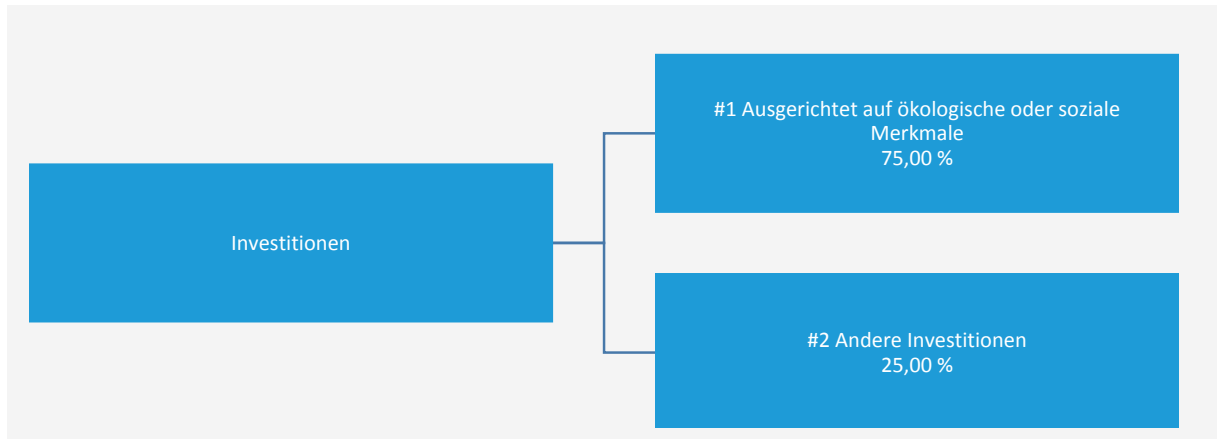 Investitionen
#1 Ausgerichtet auf ökologische oder soziale
Merkmale
75,00 %
#2 Andere Investitionen
25,00 %